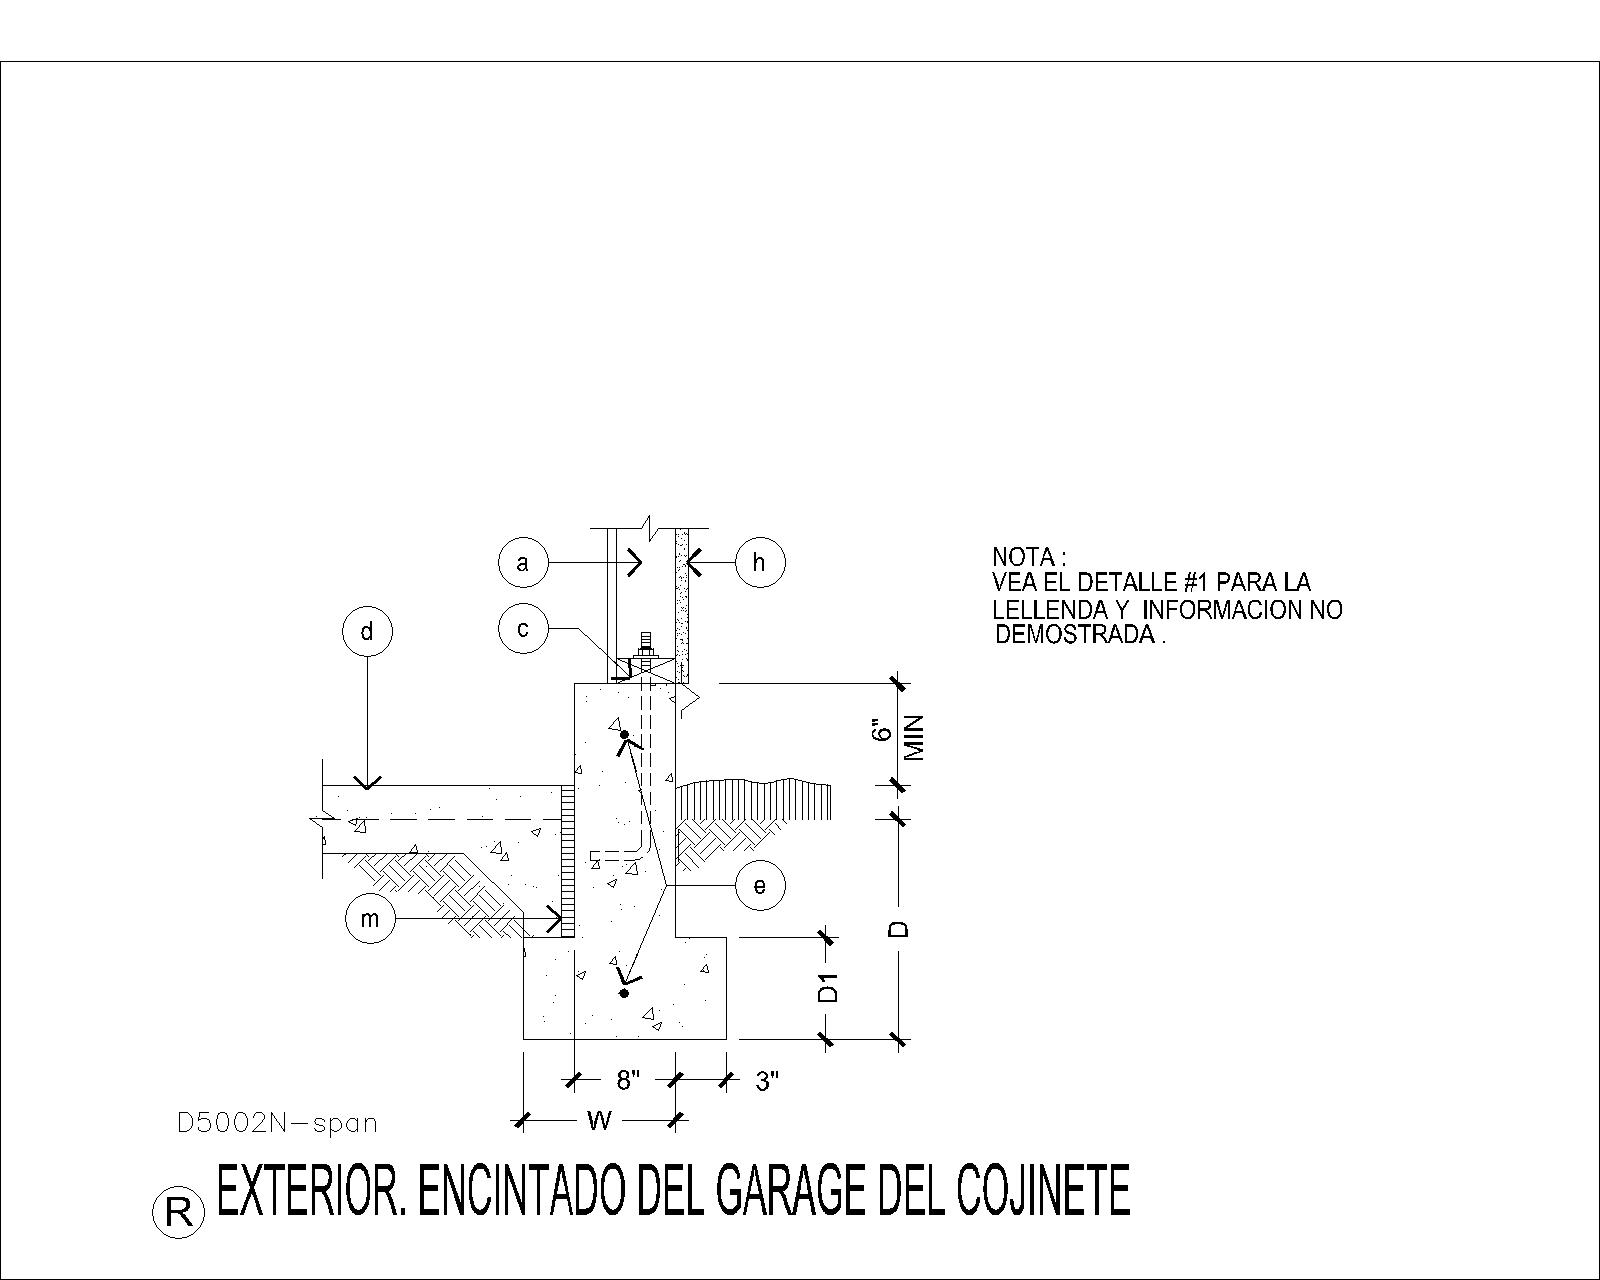 a
h
c
d
NOTA :
VEA EL DETALLE #1 PARA LA
LELLENDA Y INFORMACION NO
DEMOSTRADA .
6"
MIN
e
m
D
D1
8"
3"
W
D5002N-span
R EXTERIOR. ENCINTADO DEL GARAGE DEL COJINETE